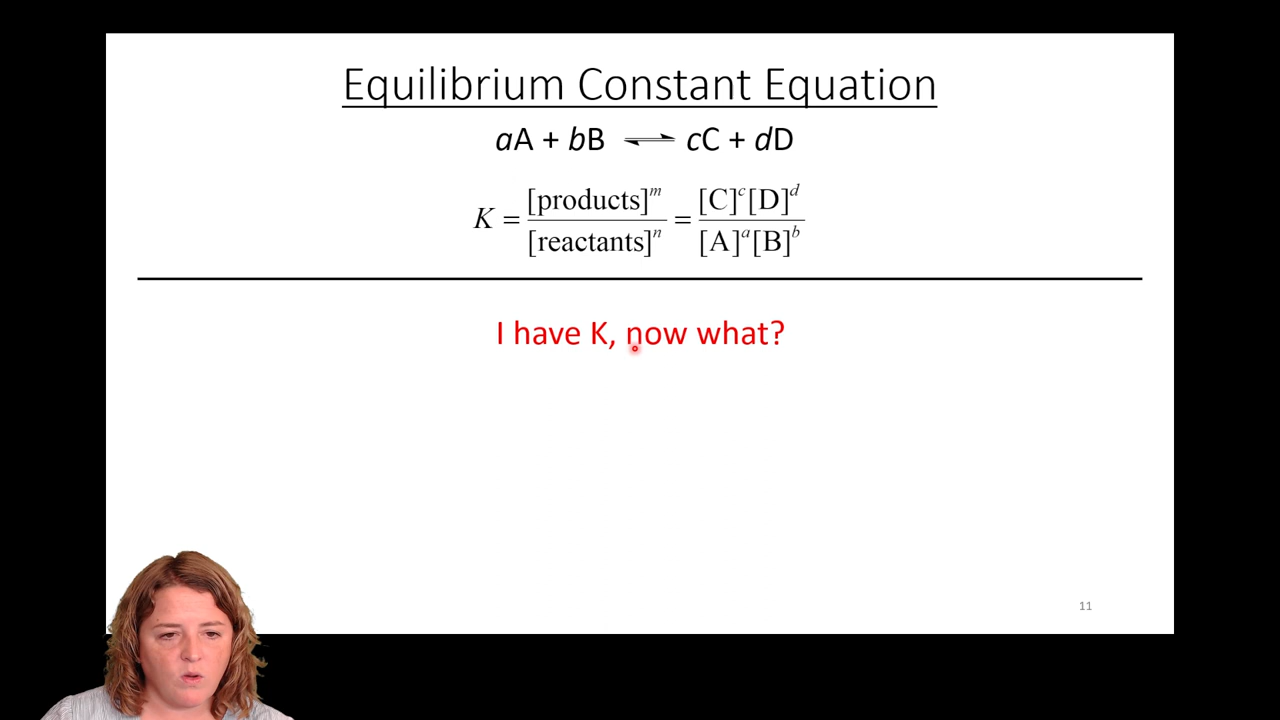 Equilibrium Constant Equation
aA + bB ⇌ cC + dD
K = [products]^m / [reactants]^n = [C]^c[D]^d / [A]^a[B]^b
I have K, now what?
11